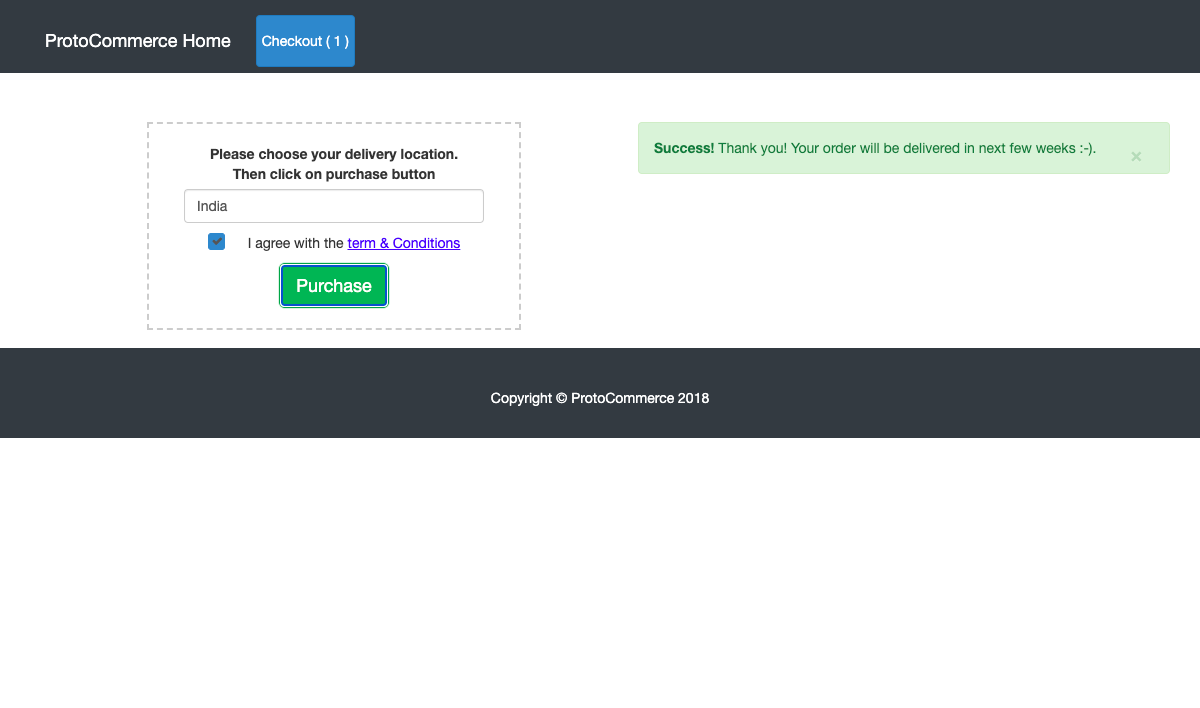 ProtoCommerce Home
Checkout ( 1 )
Please choose your delivery location.
Then click on purchase button
India
I agree with the term & Conditions
Purchase
Success! Thank you! Your order will be delivered in next few weeks :-).
×
Copyright © ProtoCommerce 2018